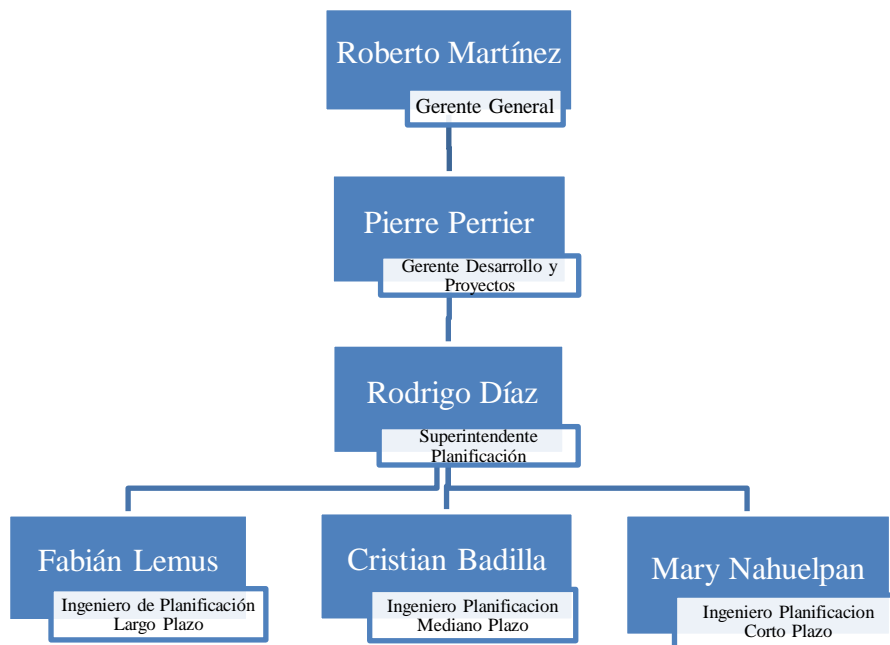 Roberto Martínez
Gerente General
Pierre Perrier
Gerente Desarrollo y
Proyectos
Rodrigo Díaz
Superintendente
Planificación
Fabián Lemus
Ingeniero de Planificación
Largo Plazo
Cristian Badilla
Ingeniero Planificacion
Mediano Plazo
Mary Nahuelpan
Ingeniero Planificacion
Corto Plazo